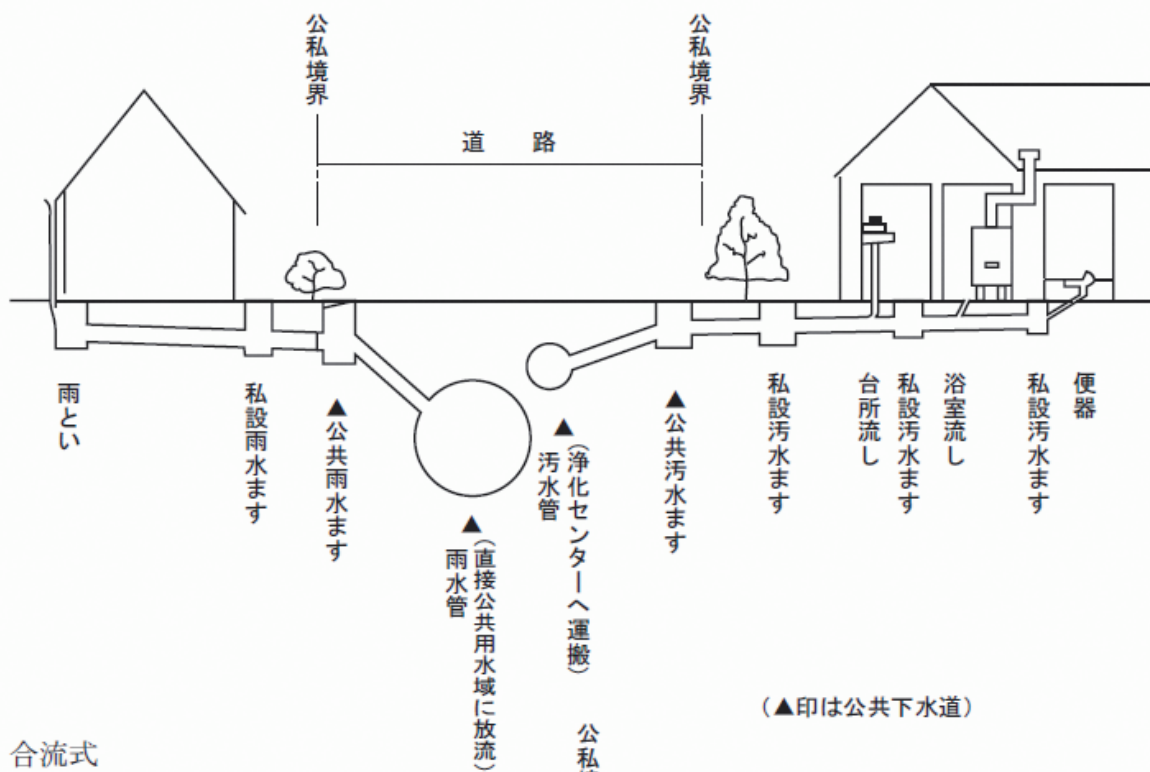 公私境界
公私境界
道　路
雨とい
私設雨水ます
▲公共雨水ます
▲雨水管
（直接公共用水域に放流）
▲汚水管
（浄化センターへ運搬）
▲公共汚水ます
私設汚水ます
台所流し
私設汚水ます
浴室流し
私設汚水ます
便器
（▲印は公共下水道）
合流式
公私